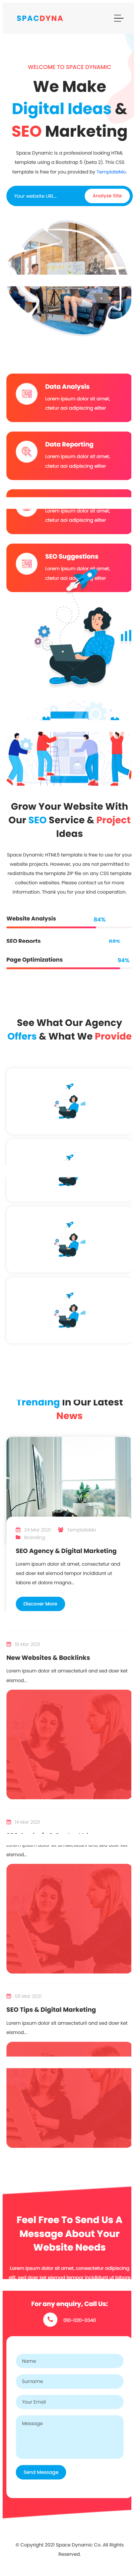 SPACDYNA
WELCOME TO SPACE DYNAMIC
We Make
Digital Ideas &
SEO Marketing
Space Dynamic is a professional looking HTML
template using a Bootstrap 5 (beta 2). This CSS
template is free for you provided by TemplateMo.
Your website URL...
Analyze Site
Data Analysis
Lorem ipsum dolor sit amet,
ctetur aoi adipiscing eliter
Data Reporting
Lorem ipsum dolor sit amet,
ctetur aoi adipiscing eliter
Lorem ipsum dolor sit amet,
ctetur aoi adipiscing eliter
SEO Suggestions
Lorem ipsum dolor sit amet,
ctetur aoi adipiscing eliter
Grow Your Website With
Our SEO Service & Project
Ideas
Space Dynamic HTML5 template is free to use for your
website projects. However, you are not permitted to
redistribute the template ZIP file on any CSS template
collection websites. Please contact us for more
information. Thank you for your kind cooperation.
Website Analysis
84%
SEO Reports
88%
Page Optimizations
94%
See What Our Agency
Offers & What We Provide
Trending In Our Latest
News
24 Mar 2021 TemplateMo
Branding
SEO Agency & Digital Marketing
Lorem ipsum dolor sit amet, consectetur and
sed doer ket eismod tempor incididunt ut
labore et dolore magna...
Discover More
18 Mar 2021
New Websites & Backlinks
Lorem ipsum dolor sit amsecteturii and sed doer ket
eismod...
14 Mar 2021
Lorem ipsum dolor sit amsecteturii and sed doer ket
eismod...
06 Mar 2021
SEO Tips & Digital Marketing
Lorem ipsum dolor sit amsecteturii and sed doer ket
eismod...
Feel Free To Send Us A
Message About Your
Website Needs
Lorem ipsum dolor sit amet, consectetur adipiscing
elit, sed doer ket eismod tempor incididunt ut labore
For any enquiry, Call Us:
010-020-0340
Name
Surname
Your Email
Message
Send Message
© Copyright 2021 Space Dynamic Co. All Rights
Reserved.